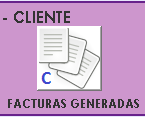 - CLIENTE
C
FACTURAS GENERADAS